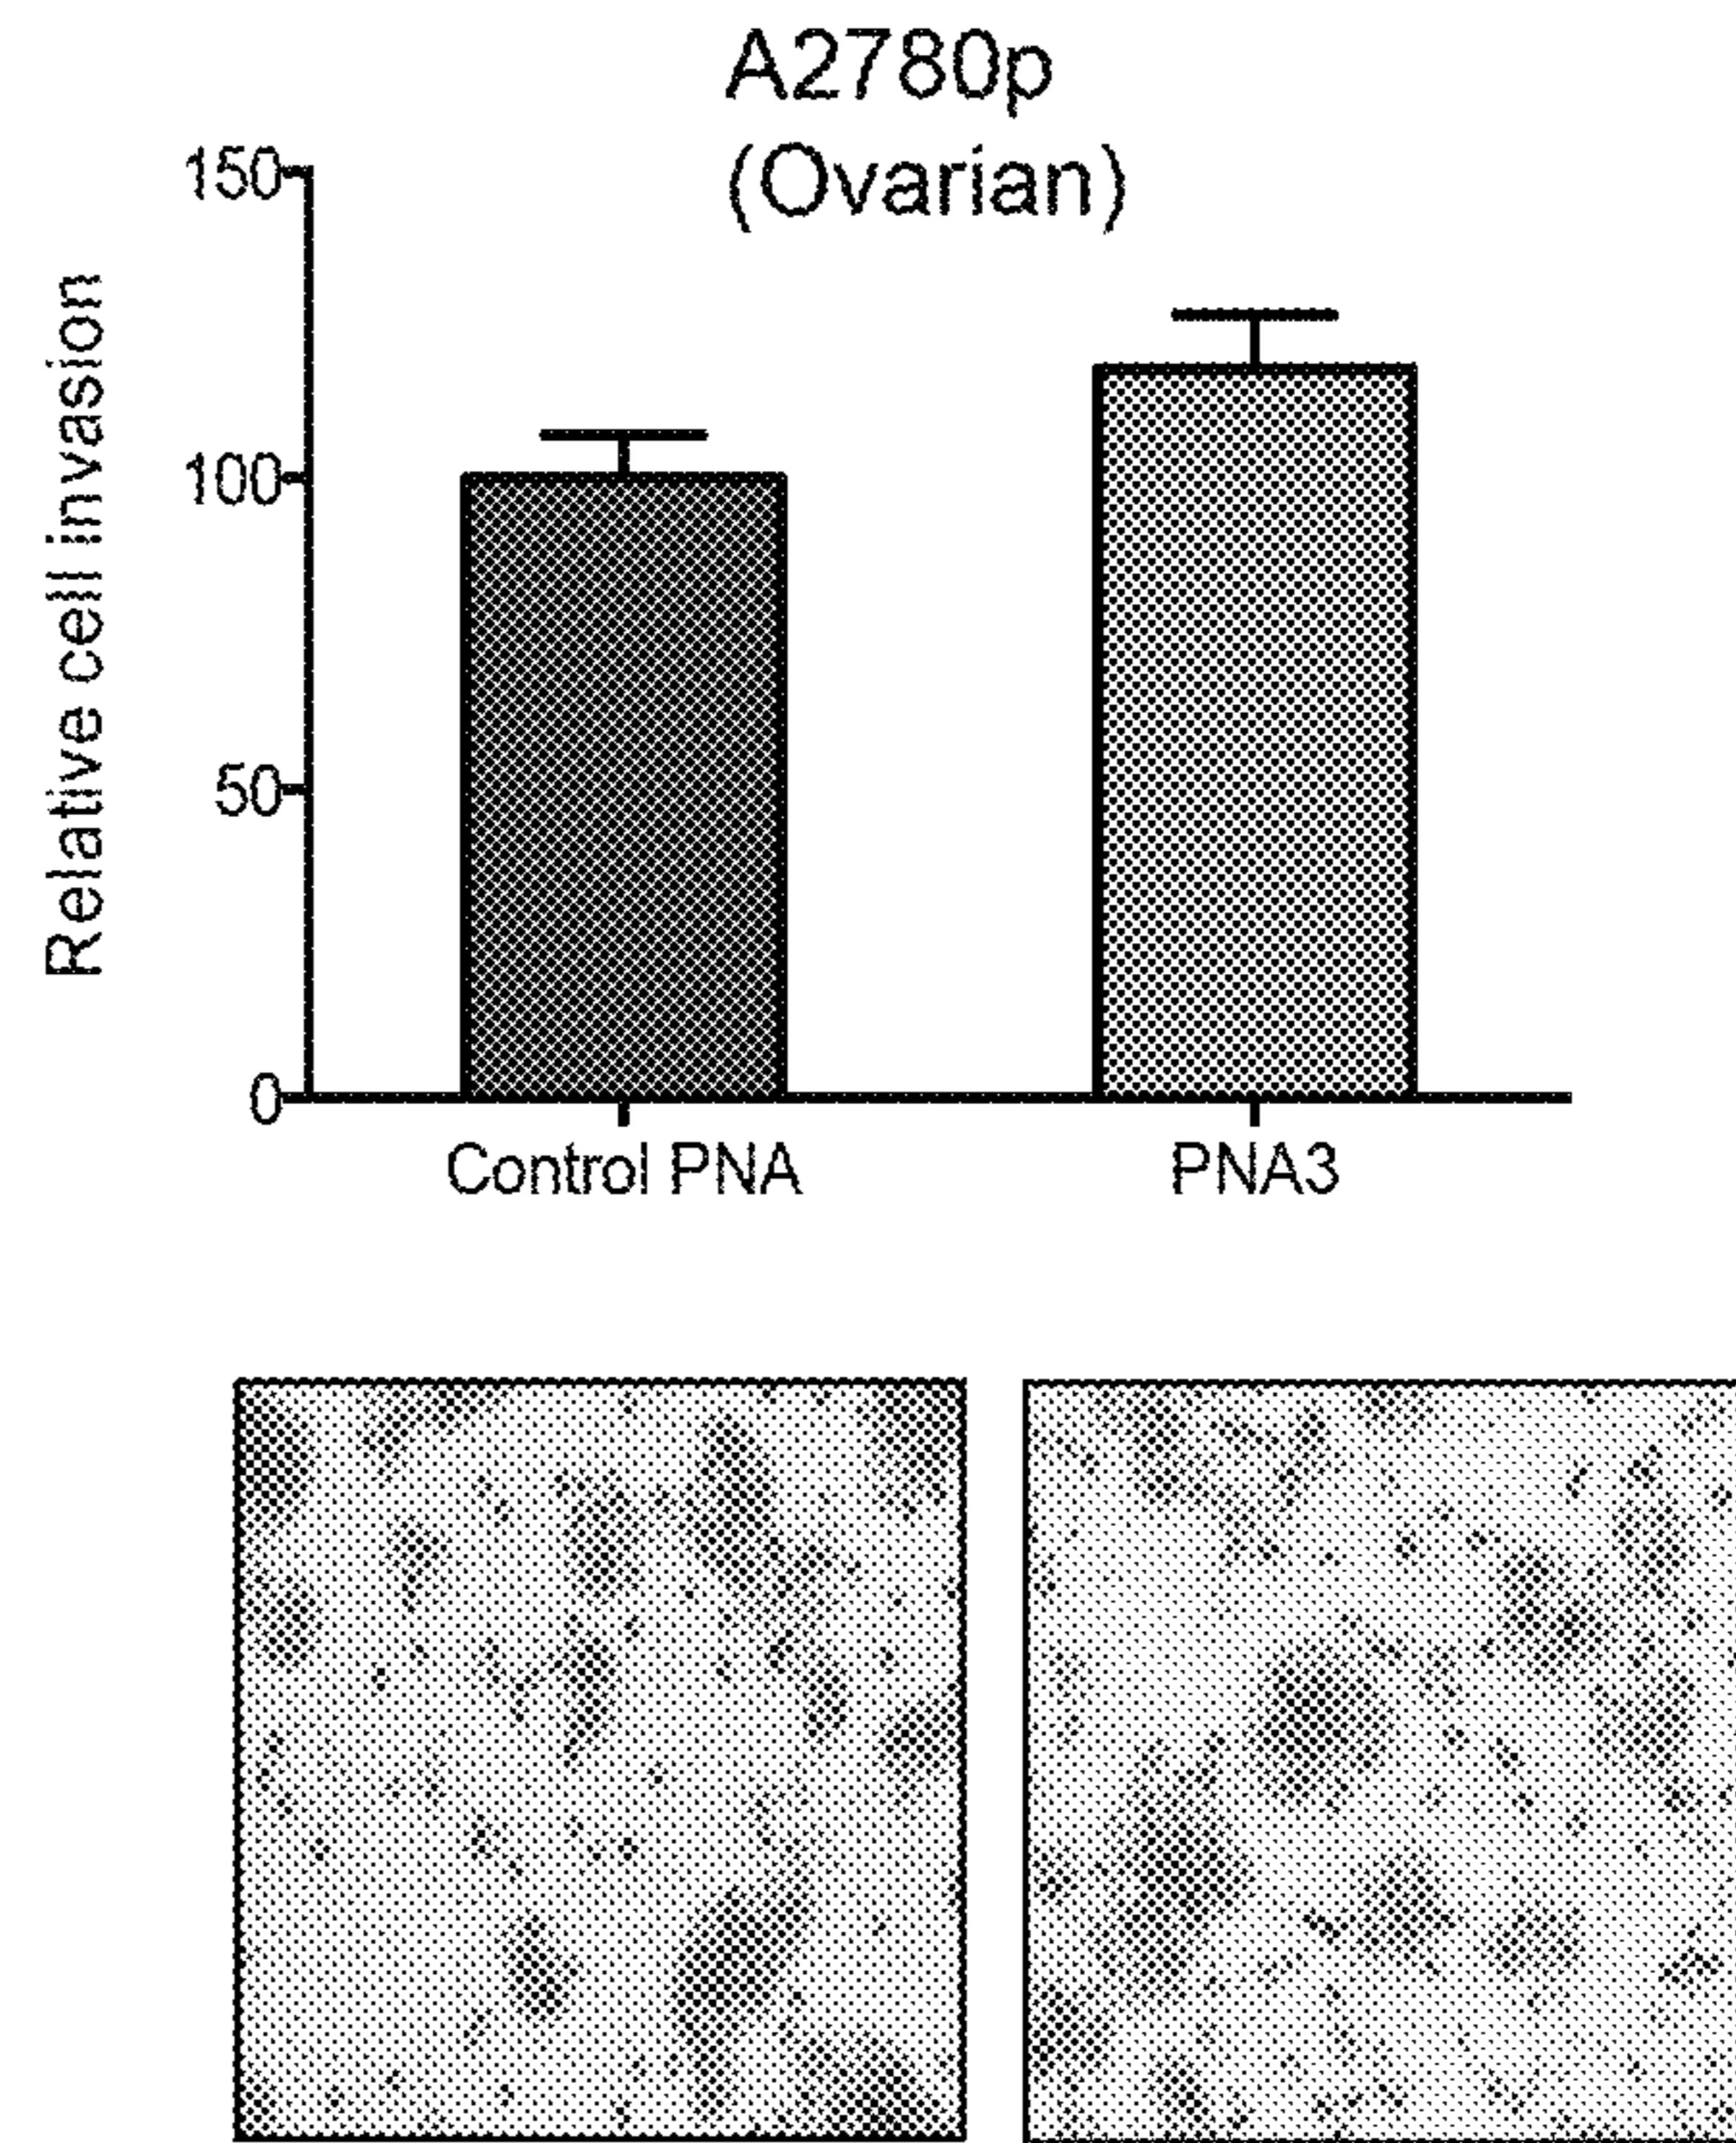 A2780p
(Ovarian)
150
100
50
0
Relative cell invasion
Control PNA
PNA3